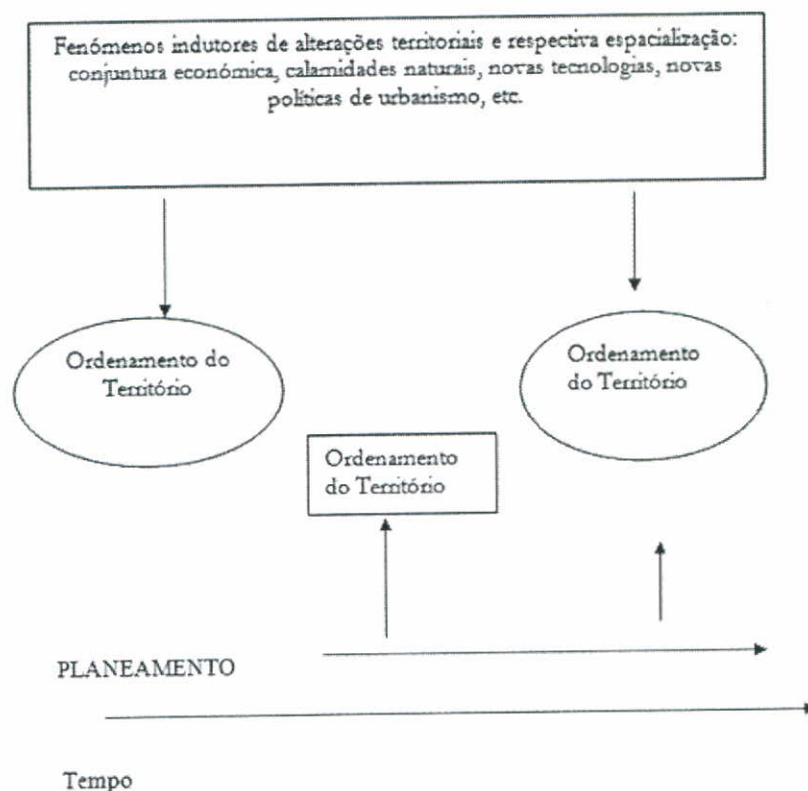 Fenómenos indutores de alterações territoriais e respectiva espacialização:
conjuntura económica, calamidades naturais, novas tecnologias, novas
políticas de urbanismo, etc.
Ordenamento do
Território
Ordenamento
do Território
Ordenamento
do Território
PLANEAMENTO
Tempo